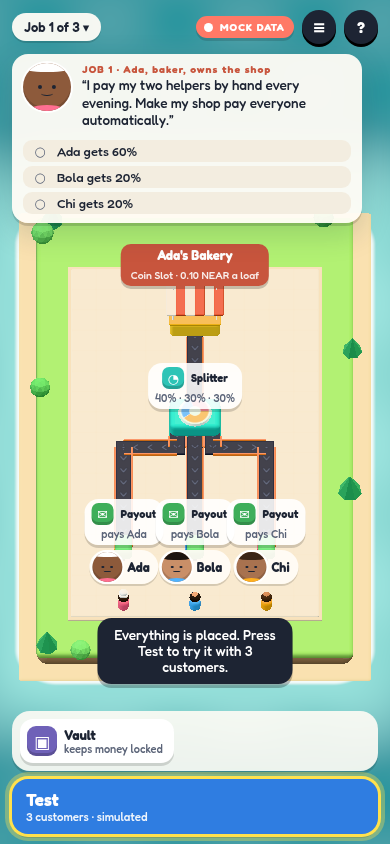 Job 1 of 3 ▾
MOCK DATA
?
JOB 1 · Ada, baker, owns the shop
“I pay my two helpers by hand every
evening. Make my shop pay everyone
automatically.”
Ada gets 60%
Bola gets 20%
Chi gets 20%
Ada's Bakery
Coin Slot · 0.10 NEAR a loaf
Splitter
40% · 30% · 30%
Payout
pays Ada
Payout
pays Bola
Payout
pays Chi
Ada
Bola
Chi
Everything is placed. Press
Test to try it with 3
customers.
Vault
keeps money locked
Test
3 customers · simulated